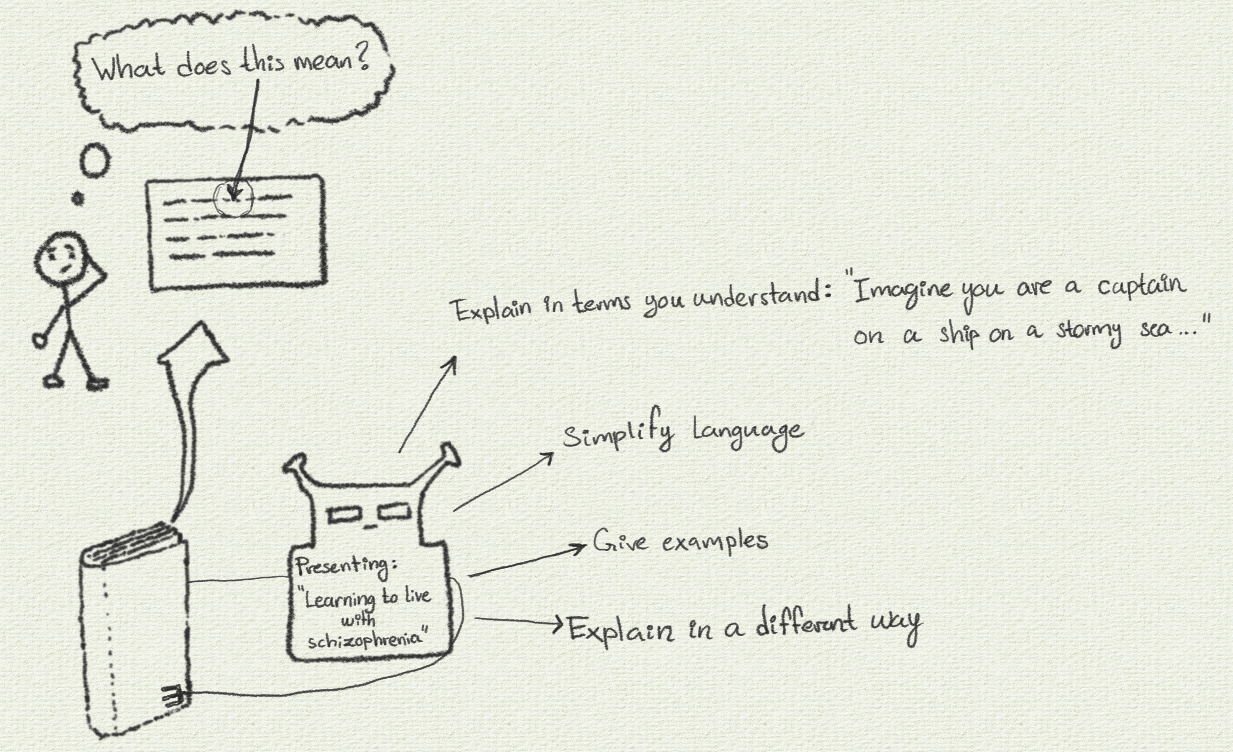 What does this mean?
Explain in terms you understand: "Imagine you are a captain
on a ship on a stormy sea..."
Simplify Language
Give examples
Explain in a different way
Presenting:
"Learning to live
with
schizophrenia"